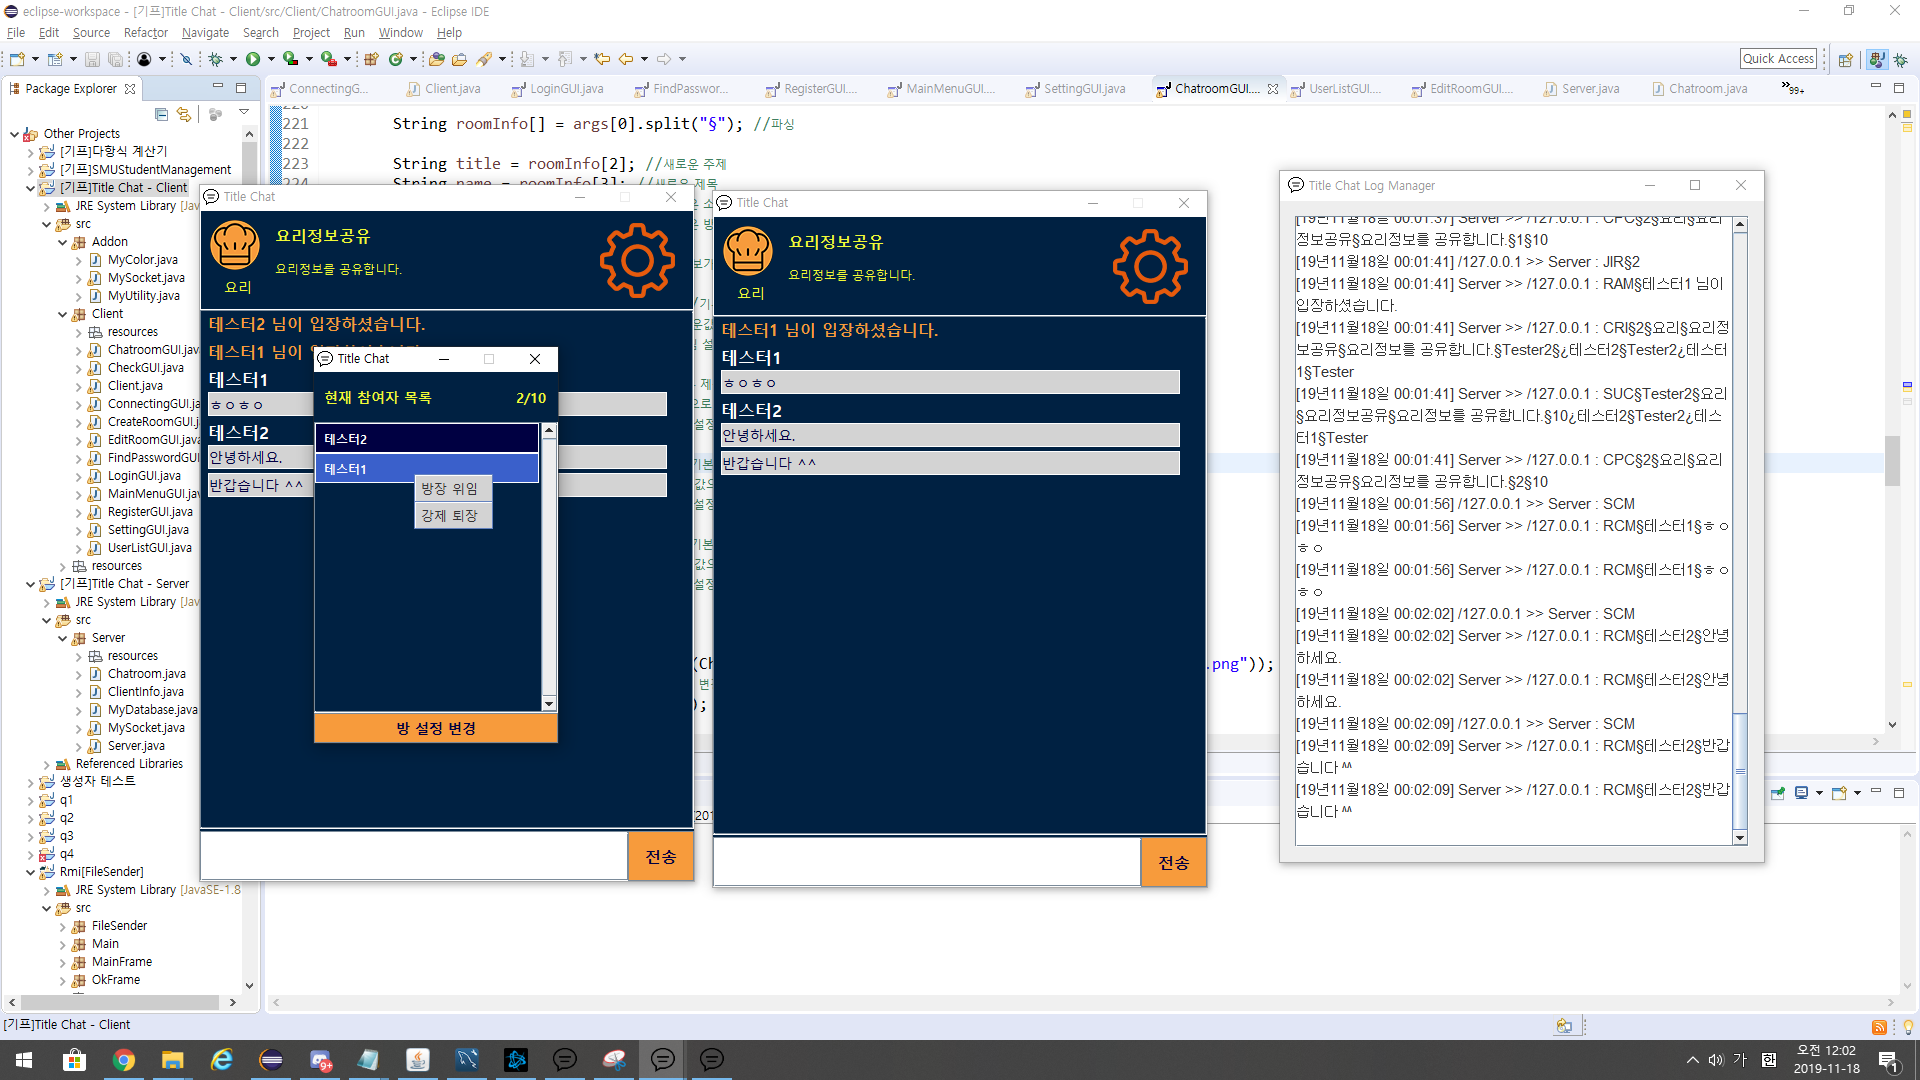 eclipse-workspace - [기프]Title Chat - Client/src/Client/ChatroomGUI.java - Eclipse IDE
File Edit Source Refactor Navigate Search Project Run Window Help
Quick Access
Package Explorer
ConnectingG...
Client.java
LoginGUI.java
FindPasswor...
RegisterGUI....
MainMenuGUI....
SettingGUI.java
ChatroomGUI....
UserListGUI....
EditRoomGUI....
Server.java
Chatroom.java
99+
Other Projects
[기프]다항식 계산기
[기프]SMUStudentManagement
[기프]Title Chat - Client
JRE System Library
src
Addon
MyColor.java
MySocket.java
MyUtility.java
Client
resources
ChatroomGUI.java
CheckGUI.java
Client.java
ConnectingGUI
CreateRoomGUI
EditRoomGUI.java
FindPasswordGUI
LoginGUI.java
MainMenuGUI
RegisterGUI.java
SettingGUI.java
UserListGUI.java
resources
[기프]Title Chat - Server
JRE System Library
src
Server
resources
Chatroom.java
ClientInfo.java
MyDatabase.java
MySocket.java
Server.java
Referenced Libraries
생성자 테스트
q1
q2
q3
q4
Rmi[FileSender]
JRE System Library [JavaSE-1.8
src
FileSender
Main
MainFrame
OkFrame
221 String roomInfo[] = args[0].split("§"); //파싱
222
223 String title = roomInfo[2]; //새로운 주제
224 String name = roomInfo[3]; //새로운 제목
.png"));
Title Chat
요리정보공유
요리정보를 공유합니다.
요리
테스터2 님이 입장하셨습니다.
테스터1 님이
테스터1
ㅎㅇㅎㅇ
테스터2
안녕하세요.
반갑습니다 ^^
전송
Title Chat
현재 참여자 목록 2/10
테스터2
테스터1
방장 위임
강제 퇴장
방 설정 변경
Title Chat
요리정보공유
요리정보를 공유합니다.
요리
테스터1 님이 입장하셨습니다.
테스터1
ㅎㅇㅎㅇ
테스터2
안녕하세요.
반갑습니다 ^^
전송
Title Chat Log Manager
[19년11월18일 00:01:37] Server >> /127.0.0.1 : CPC§2§요리§요리
정보공유§요리정보를 공유합니다.§1§10
[19년11월18일 00:01:41] /127.0.0.1 >> Server : JIR§2
[19년11월18일 00:01:41] Server >> /127.0.0.1 : RAM§테스터1 님이
입장하셨습니다.
[19년11월18일 00:01:41] Server >> /127.0.0.1 : CRI§2§요리§요리정
보공유§요리정보를 공유합니다.§Tester2§¿테스터2§Tester2¿테스터
1§Tester
[19년11월18일 00:01:41] Server >> /127.0.0.1 : SUC§Tester2§요리
§요리정보공유§요리정보를 공유합니다.§10¿테스터2§Tester2¿테스
터1§Tester
[19년11월18일 00:01:41] Server >> /127.0.0.1 : CPC§2§요리§요리
정보공유§요리정보를 공유합니다.§2§10
[19년11월18일 00:01:56] /127.0.0.1 >> Server : SCM
[19년11월18일 00:01:56] Server >> /127.0.0.1 : RCM§테스터1§ㅎㅇ
ㅎㅇ
[19년11월18일 00:01:56] Server >> /127.0.0.1 : RCM§테스터1§ㅎㅇ
ㅎㅇ
[19년11월18일 00:02:02] /127.0.0.1 >> Server : SCM
[19년11월18일 00:02:02] Server >> /127.0.0.1 : RCM§테스터2§안녕
하세요.
[19년11월18일 00:02:02] Server >> /127.0.0.1 : RCM§테스터2§안녕
하세요.
[19년11월18일 00:02:09] /127.0.0.1 >> Server : SCM
[19년11월18일 00:02:09] Server >> /127.0.0.1 : RCM§테스터2§반갑
습니다 ^^
[19년11월18일 00:02:09] Server >> /127.0.0.1 : RCM§테스터2§반갑
습니다 ^^
[기프]Title Chat - Client
9+
가
한
오전 12:02
2019-11-18
1